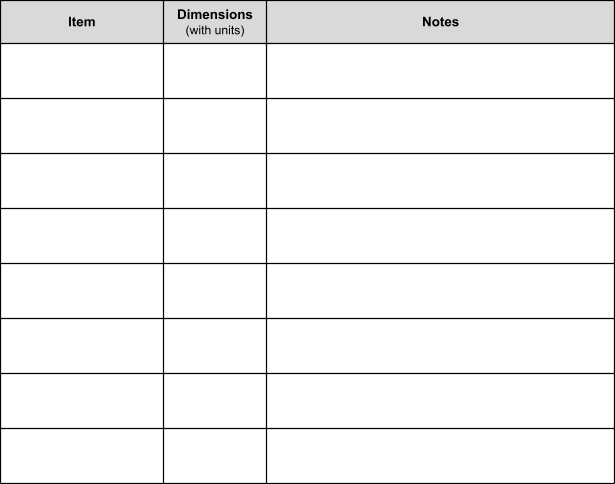 Item
Dimensions
(with units)
Notes